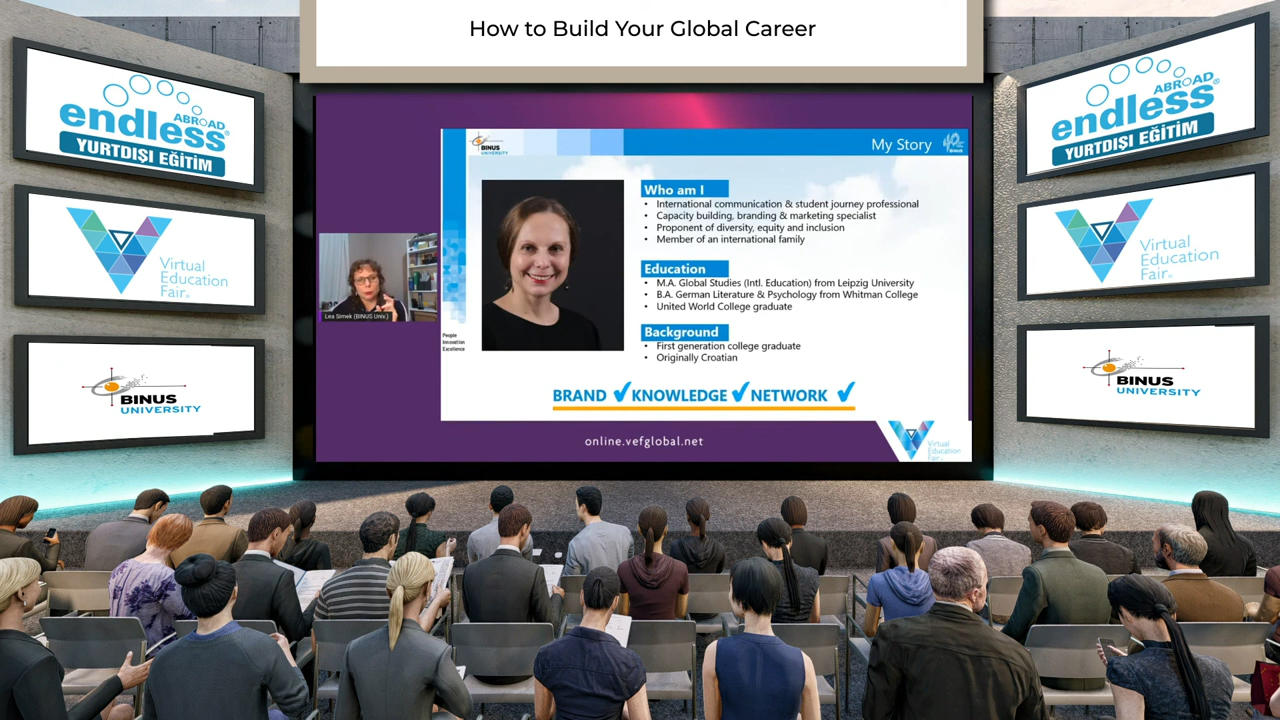 How to Build Your Global Career
endless
ABROAD
YURTDIŞI EĞİTİM
Virtual
Education
Fair
BINUS
UNIVERSITY
BINUS
UNIVERSITY
My Story
BINUS
Who am I
• International communication & student journey professional
• Capacity building, branding & marketing specialist
• Proponent of diversity, equity and inclusion
• Member of an international family
Education
• M.A. Global Studies (Intl. Education) from Leipzig University
• B.A. German Literature & Psychology from Whitman College
• United World College graduate
Background
• First generation college graduate
• Originally Croatian
BRAND ✓ KNOWLEDGE ✓ NETWORK ✓
People
Innovation
Excellence
Lea Simek (BINUS Univ.)
online.vefglobal.net
Virtual
Education
Fair
ABROAD
endless
YURTDIŞI EĞİTİM
Virtual
Education
Fair
BINUS
UNIVERSITY